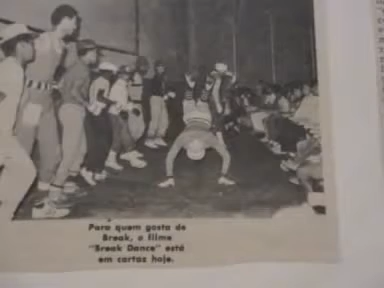 Para quem gosta de
Break, o filme
"Break Dance" está
em cartaz hoje.